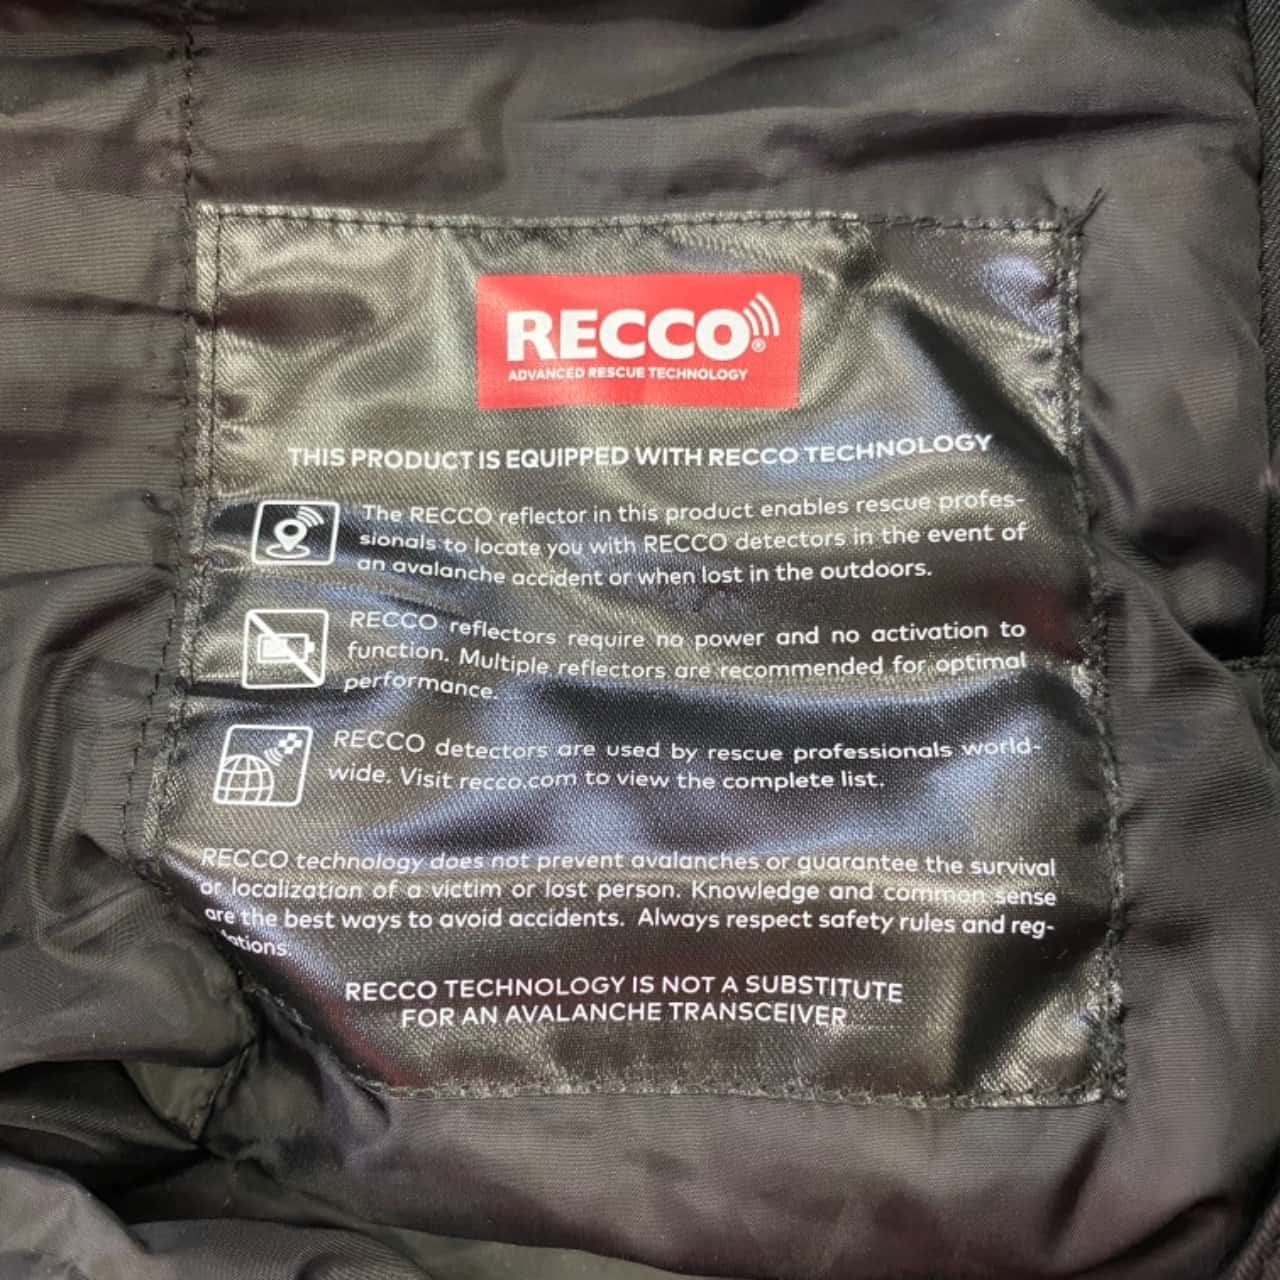 RECCO®
ADVANCED RESCUE TECHNOLOGY
THIS PRODUCT IS EQUIPPED WITH RECCO TECHNOLOGY
The RECCO reflector in this product enables rescue profes-
sionals to locate you with RECCO detectors in the event of
an avalanche accident or when lost in the outdoors.
RECCO reflectors require no power and no activation to
function. Multiple reflectors are recommended for optimal
performance.
RECCO detectors are used by rescue professionals world-
wide. Visit recco.com to view the complete list.
RECCO technology does not prevent avalanches or guarantee the survival
or localization of a victim or lost person. Knowledge and common sense
are the best ways to avoid accidents. Always respect safety rules and reg-
lations.
RECCO TECHNOLOGY IS NOT A SUBSTITUTE
FOR AN AVALANCHE TRANSCEIVER